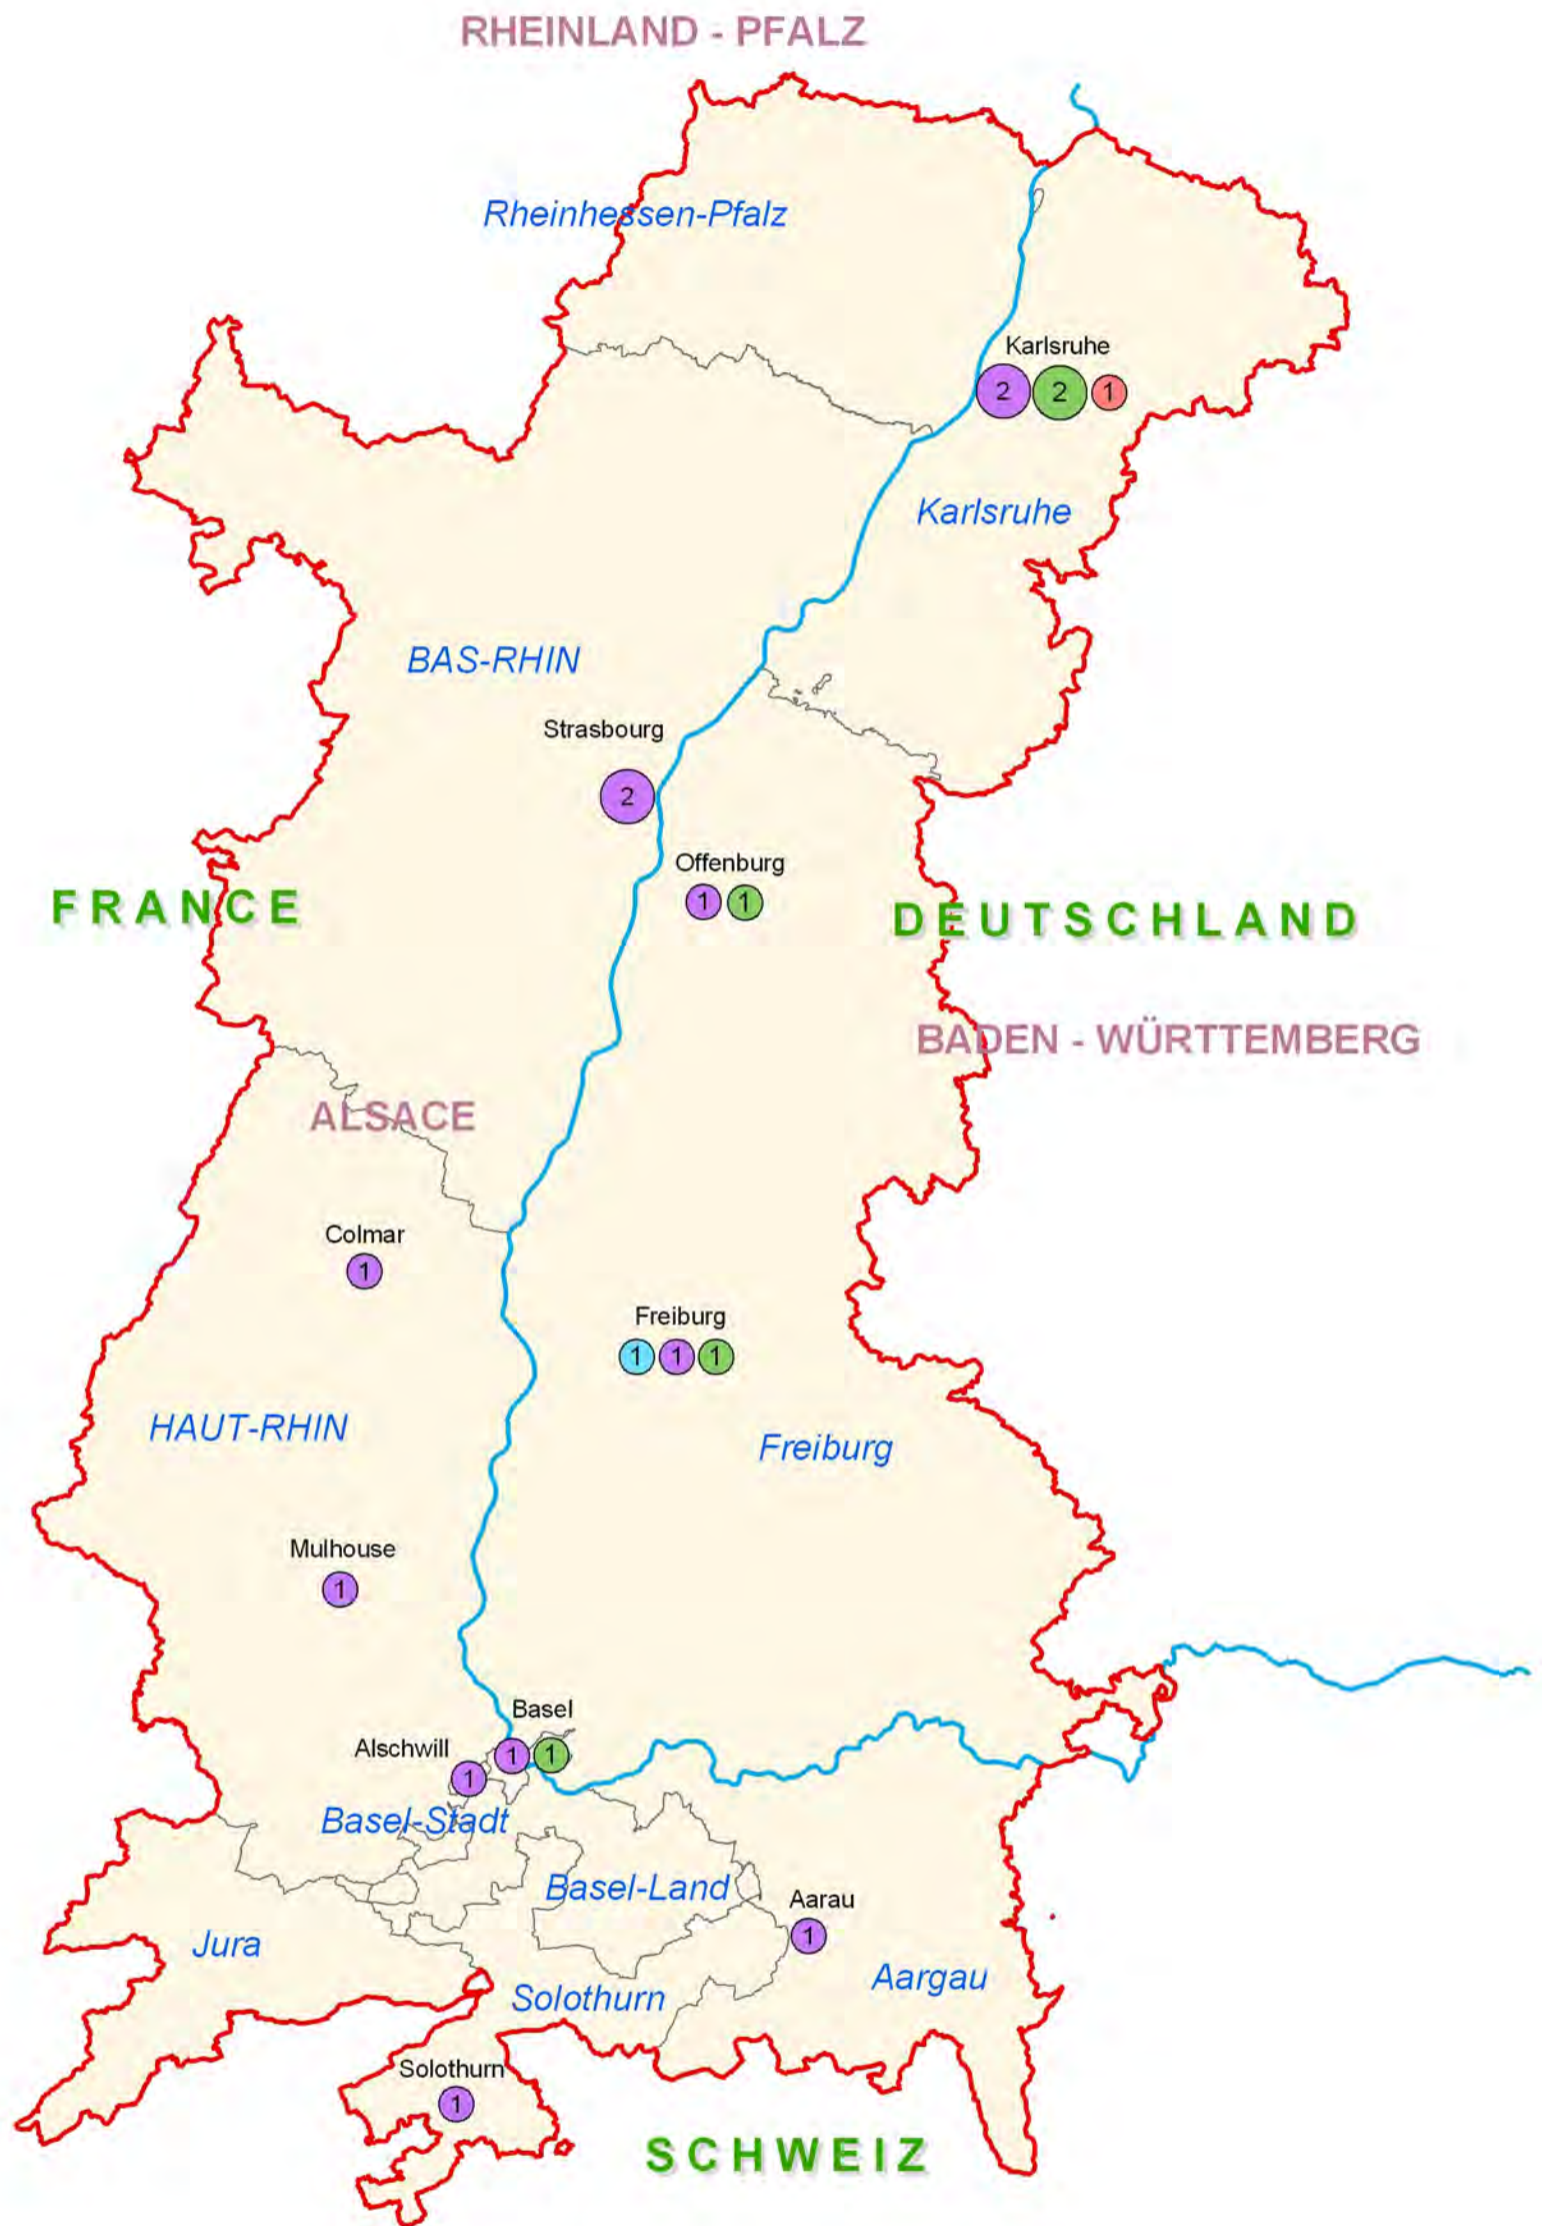 RHEINLAND - PFALZ
Rheinhessen-Pfalz
Karlsruhe
2 2 1
Karlsruhe
BAS-RHIN
Strasbourg
2
Offenburg
1 1
FRANCE
DEUTSCHLAND
BADEN - WÜRTTEMBERG
ALSACE
Colmar
1
Freiburg
1 1 1
HAUT-RHIN
Freiburg
Mulhouse
1
Basel
1 1
Alschwill
1
Basel-Stadt
Basel-Land
Aarau
1
Jura
Aargau
Solothurn
Solothurn
1
SCHWEIZ